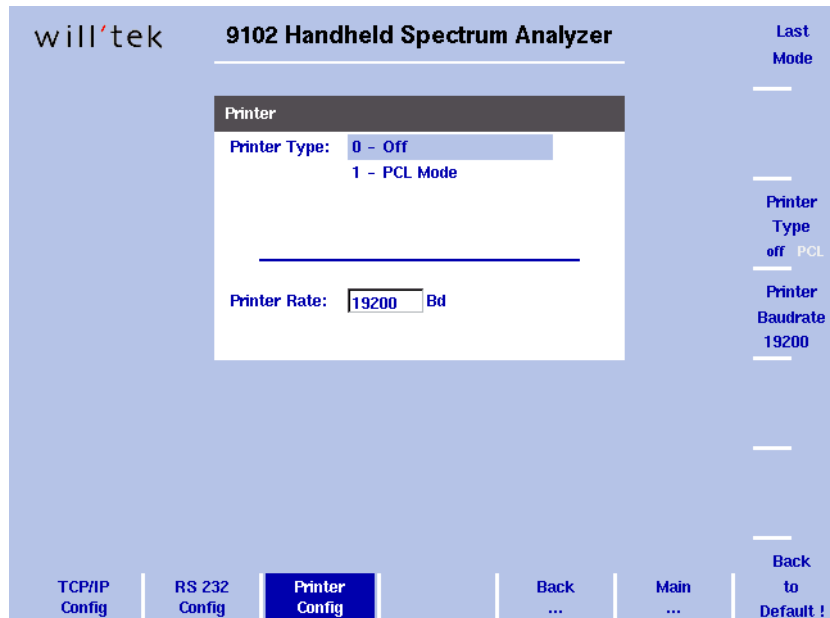 will'tek
9102 Handheld Spectrum Analyzer
Last
Mode
Printer
Printer Type:
0 - Off
1 - PCL Mode
Printer
Type
off PCL
Printer Rate:
19200
Bd
Printer
Baudrate
19200
TCP/IP
Config
RS 232
Config
Printer
Config
Back
...
Main
...
Back
to
Default !